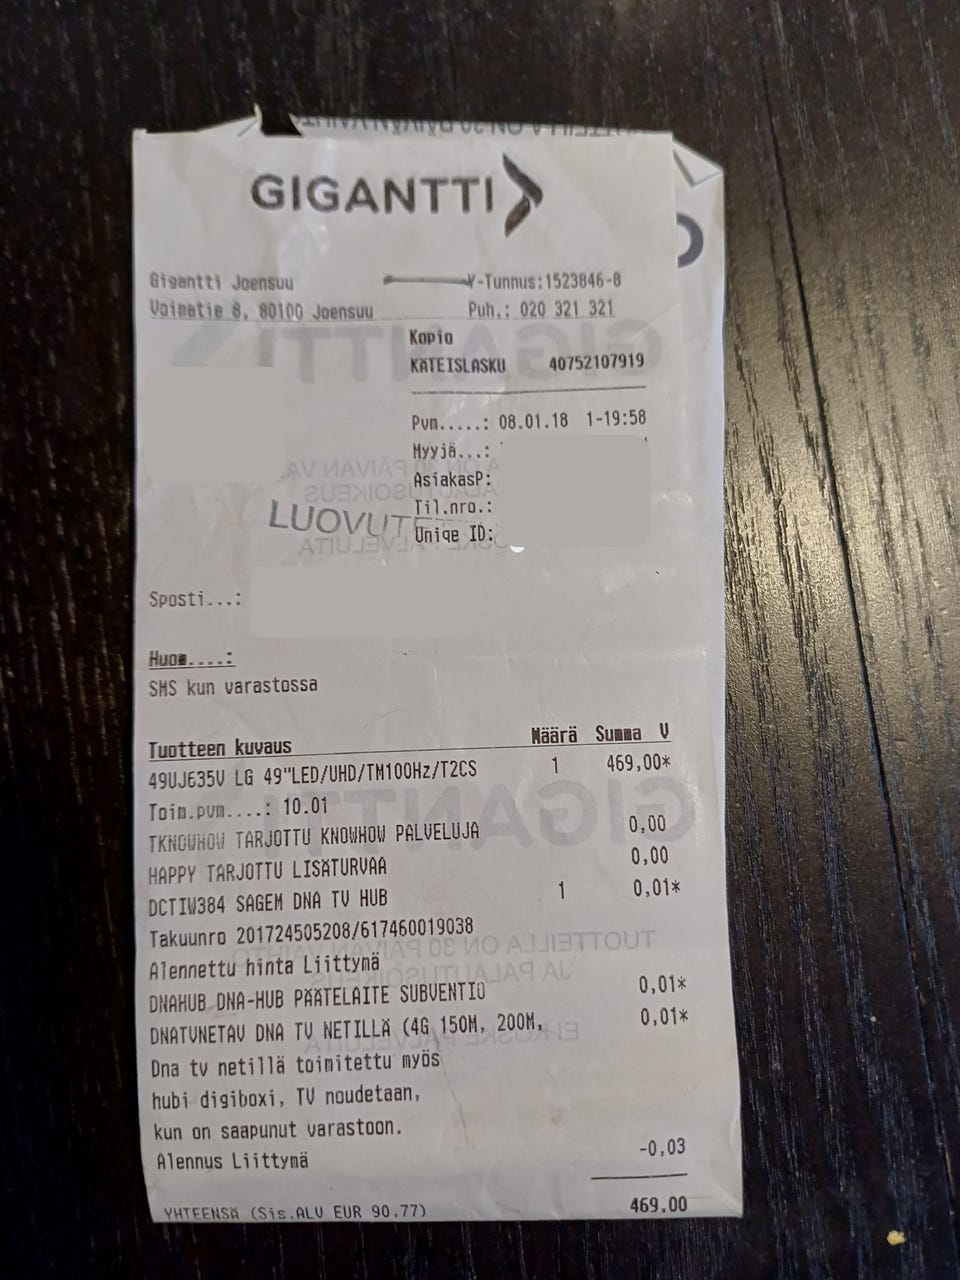 GIGANTTI
Gigantti Joensuu Y-Tunnus:1523846-8
Voimatie 8, 80100 Joensuu Puh.: 020 321 321
Kopio
KÄTEISLASKU 40752107919
Pvm.....: 08.01.18 1-19:58
Myyjä...:
AsiakasP:
Til.nro.:
LUOVUTE
Uniqe ID:
Sposti...:
Huom....:
SMS kun varastossa
Tuotteen kuvaus Määrä Summa V
49UJ635V LG 49"LED/UHD/TM100Hz/T2CS 1 469,00*
Toim.pvm....: 10.01
TKNOWHOW TARJOTTU KNOWHOW PALVELUJA 0,00
HAPPY TARJOTTU LISÄTURVAA 0,00
DCTIW384 SAGEM DNA TV HUB 1 0,01*
Takuunro 201724505208/617460019038
Alennettu hinta Liittymä
DNAHUB DNA-HUB PÄÄTELAITE SUBVENTIO 0,01*
DNATVNETAV DNA TV NETILLÄ (4G 150M, 200M, 0,01*
Dna tv netillä toimitettu myös
hubi digiboxi, TV noudetaan,
kun on saapunut varastoon.
Alennus Liittymä -0,03
YHTEENSÄ (Sis.ALV EUR 90.77) 469,00